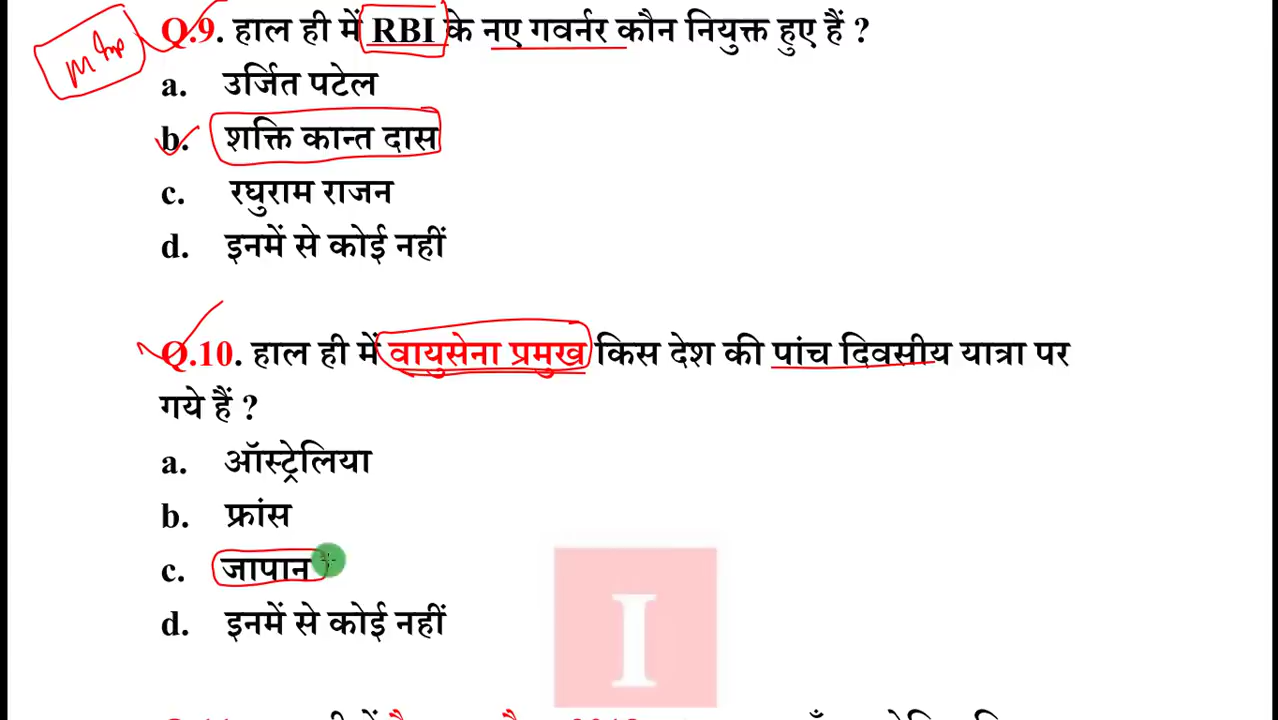 M Imp
Q.9. हाल ही में RBI के नए गवर्नर कौन नियुक्त हुए हैं ?
a. उर्जित पटेल
b. शक्ति कान्त दास
c. रघुराम राजन
d. इनमें से कोई नहीं
Q.10. हाल ही में वायुसेना प्रमुख किस देश की पांच दिवसीय यात्रा पर
गये हैं ?
a. ऑस्ट्रेलिया
b. फ्रांस
c. जापान
d. इनमें से कोई नहीं
I